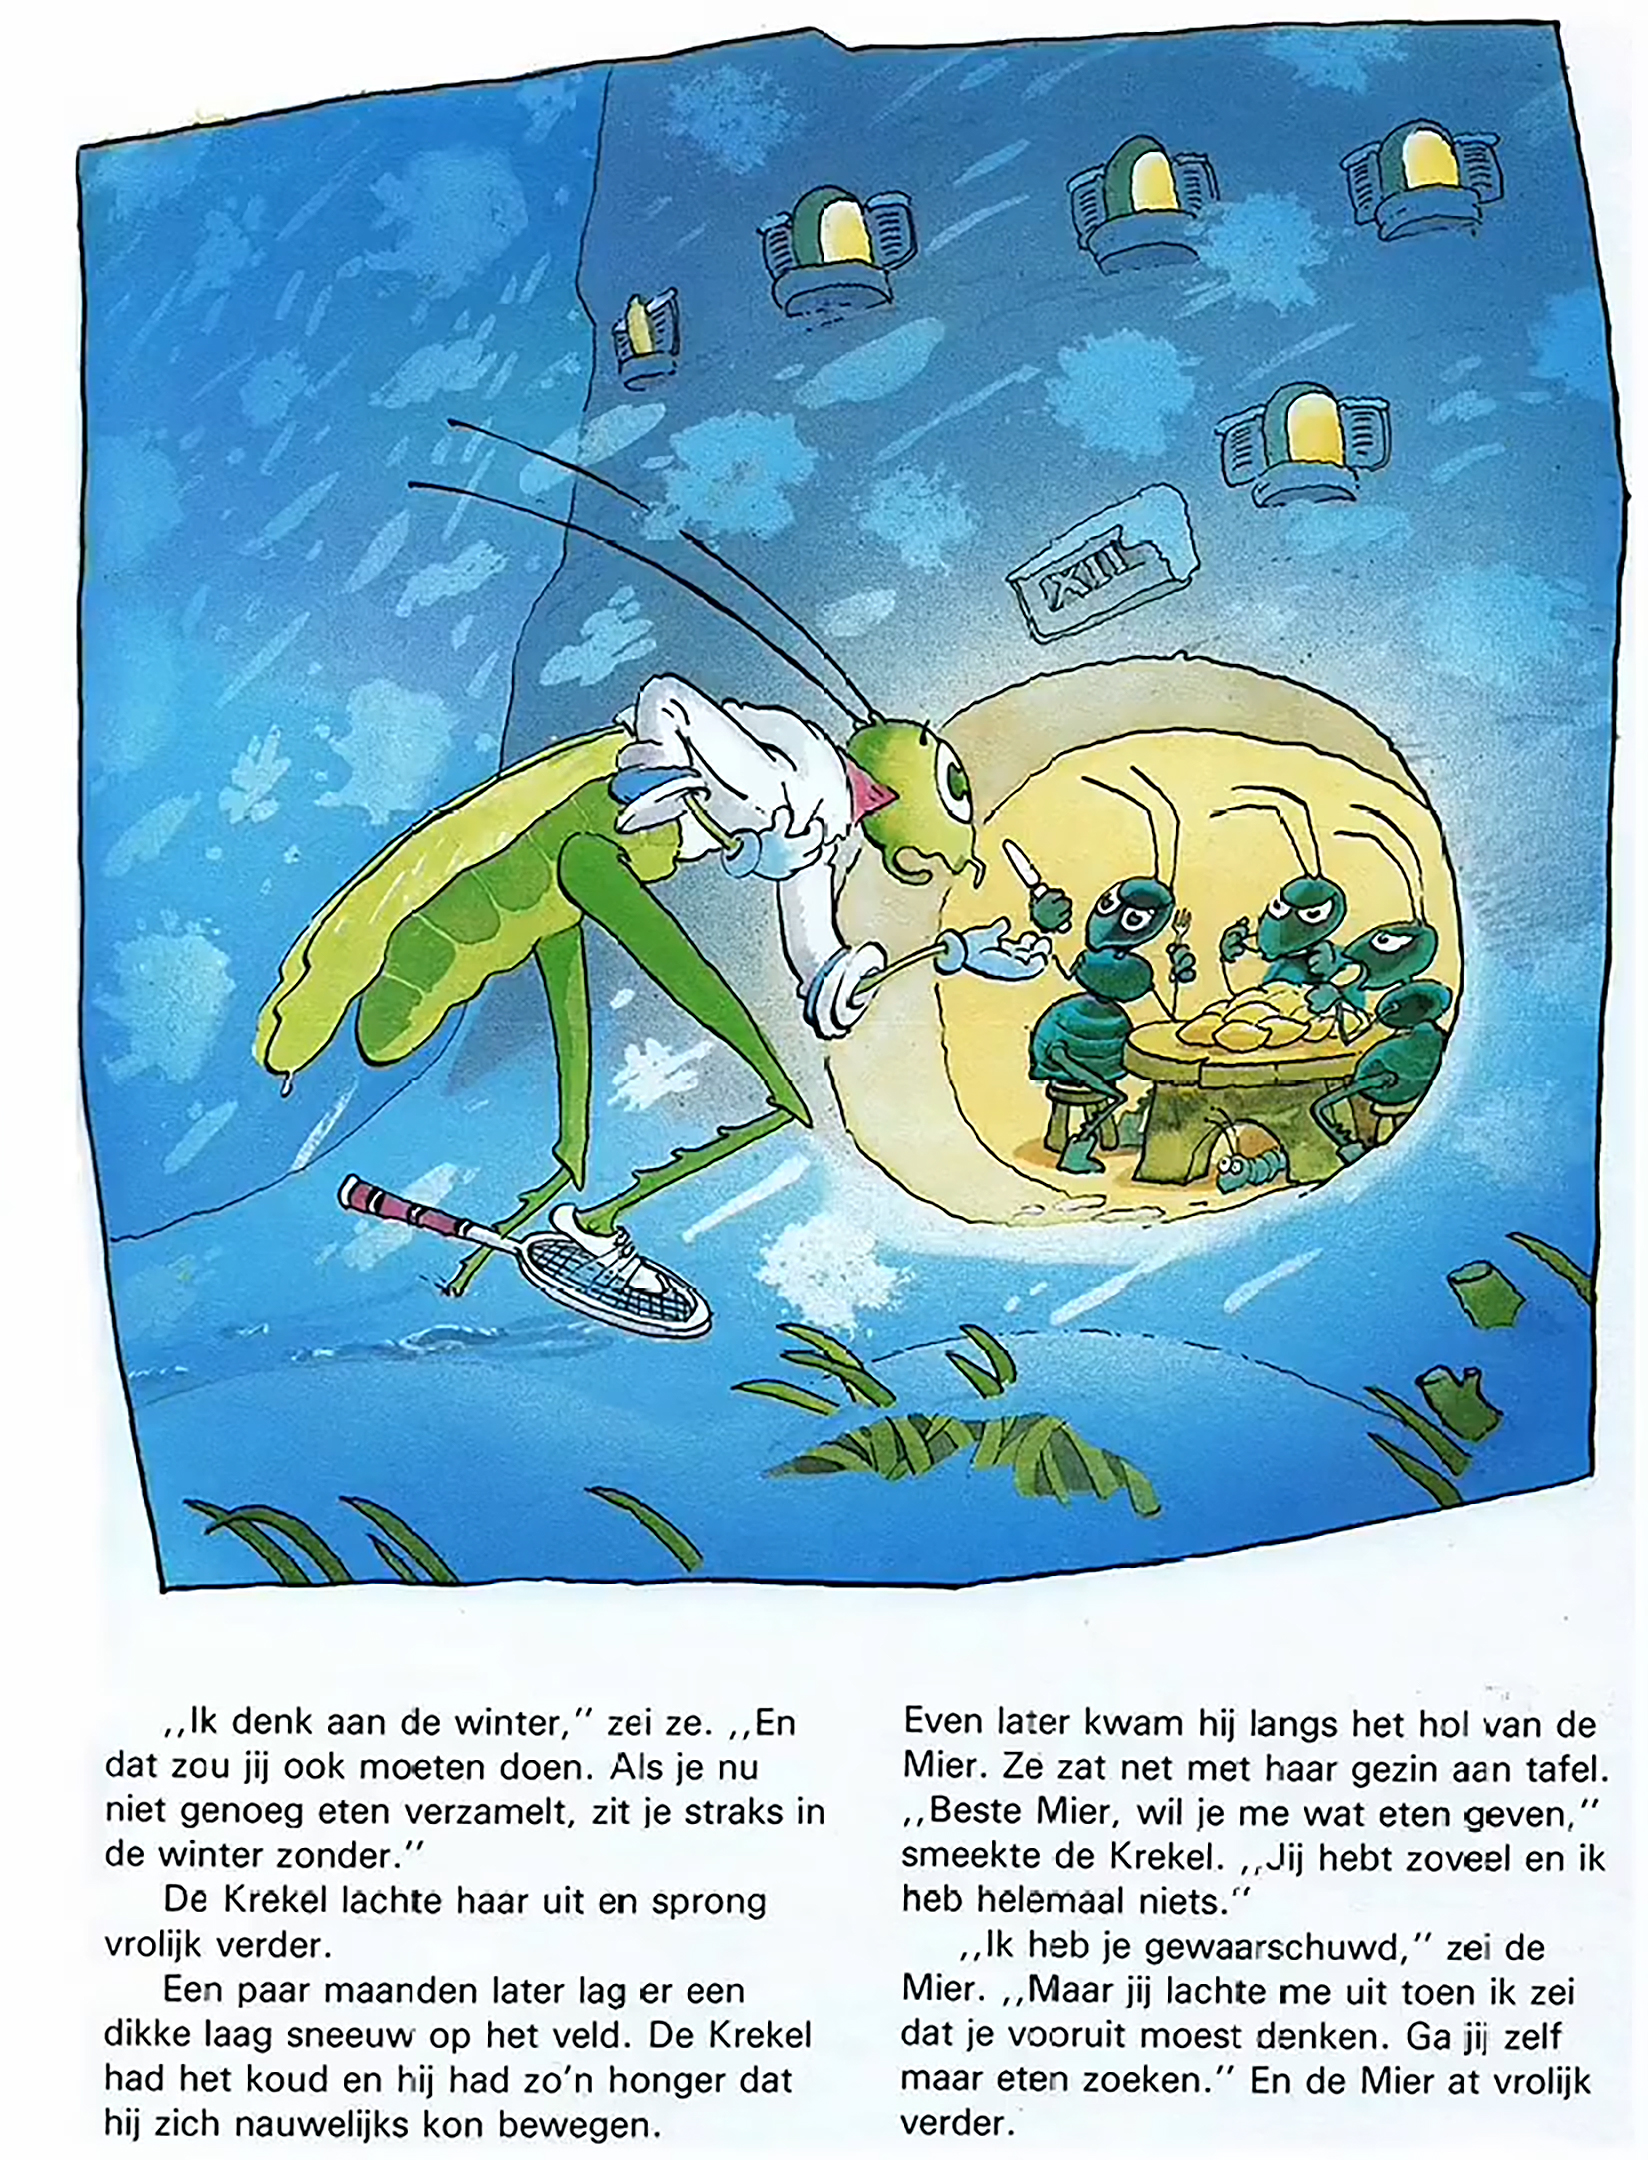 XIII
,,Ik denk aan de winter,’’ zei ze. ,,En
dat zou jij ook moeten doen. Als je nu
niet genoeg eten verzamelt, zit je straks in
de winter zonder.’’
De Krekel lachte haar uit en sprong
vrolijk verder.
Een paar maanden later lag er een
dikke laag sneeuw op het veld. De Krekel
had het koud en hij had zo’n honger dat
hij zich nauwelijks kon bewegen.
Even later kwam hij langs het hol van de
Mier. Ze zat net met haar gezin aan tafel.
,,Beste Mier, wil je me wat eten geven,’’
smeekte de Krekel. ,,Jij hebt zoveel en ik
heb helemaal niets.’’
,,Ik heb je gewaarschuwd,’’ zei de
Mier. ,,Maar jij lachte me uit toen ik zei
dat je vooruit moest denken. Ga jij zelf
maar eten zoeken.’’ En de Mier at vrolijk
verder.